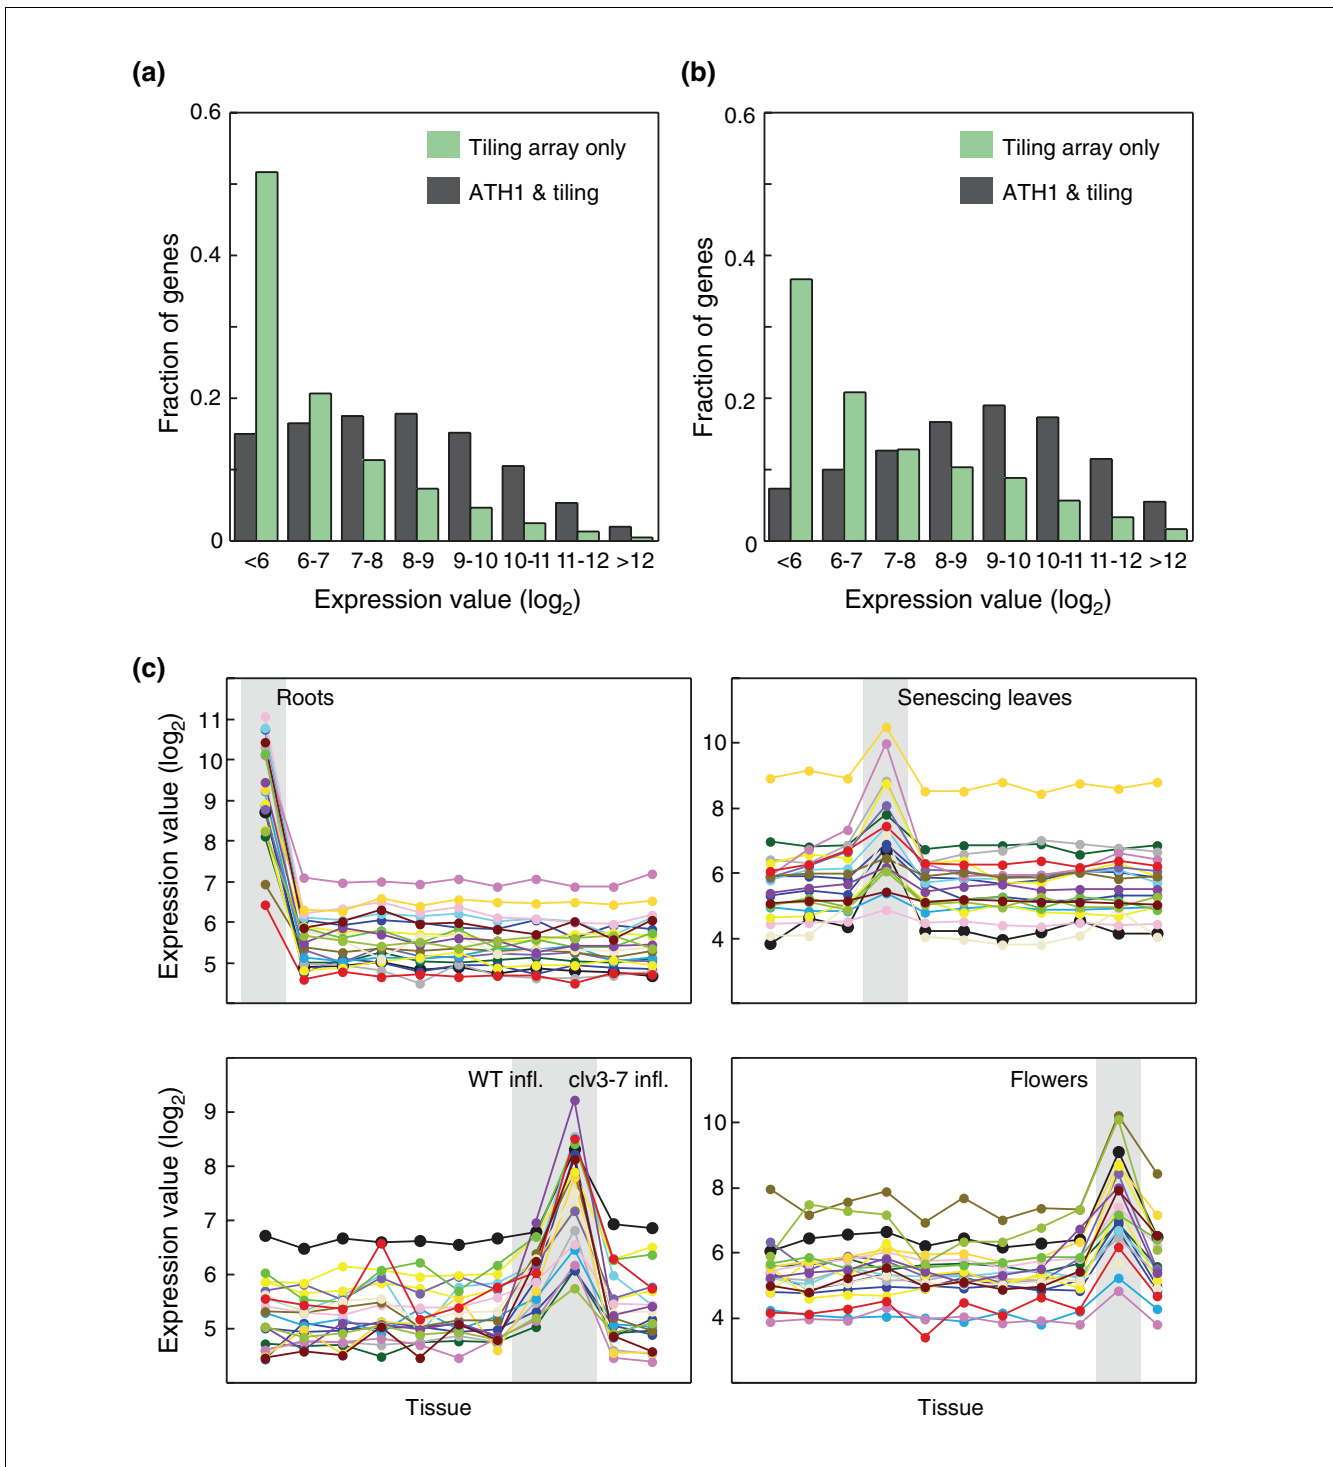 (a)
(b)
0.6
0.4
0.2
0
Fraction of genes
Tiling array only
ATH1 & tiling
<6 6-7 7-8 8-9 9-10 10-11 11-12 >12
Expression value (log2)
0.6
0.4
0.2
0
Fraction of genes
Tiling array only
ATH1 & tiling
<6 6-7 7-8 8-9 9-10 10-11 11-12 >12
Expression value (log2)
(c)
Roots
11
10
9
8
7
6
5
Expression value (log2)
Senescing leaves
10
8
6
4
WT infl. clv3-7 infl.
9
8
7
6
5
Expression value (log2)
Tissue
Flowers
10
8
6
4
Tissue